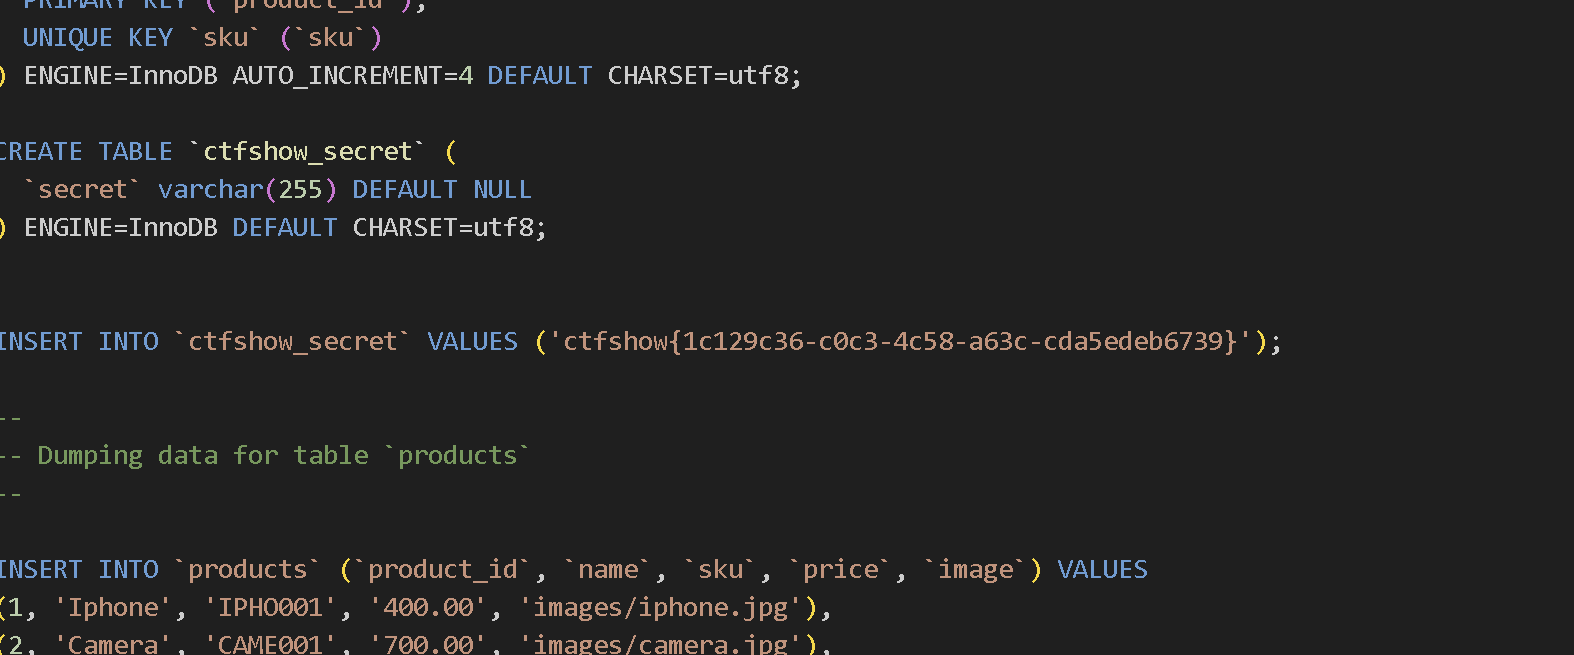 PRIMARY KEY (`product_id`),
UNIQUE KEY `sku` (`sku`)
) ENGINE=InnoDB AUTO_INCREMENT=4 DEFAULT CHARSET=utf8;
CREATE TABLE `ctfshow_secret` (
`secret` varchar(255) DEFAULT NULL
) ENGINE=InnoDB DEFAULT CHARSET=utf8;
INSERT INTO `ctfshow_secret` VALUES ('ctfshow{1c129c36-c0c3-4c58-a63c-cda5edeb6739}');
--
-- Dumping data for table `products`
--
INSERT INTO `products` (`product_id`, `name`, `sku`, `price`, `image`) VALUES
(1, 'Iphone', 'IPHO001', '400.00', 'images/iphone.jpg'),
(2, 'Camera', 'CAME001', '700.00', 'images/camera.jpg'),